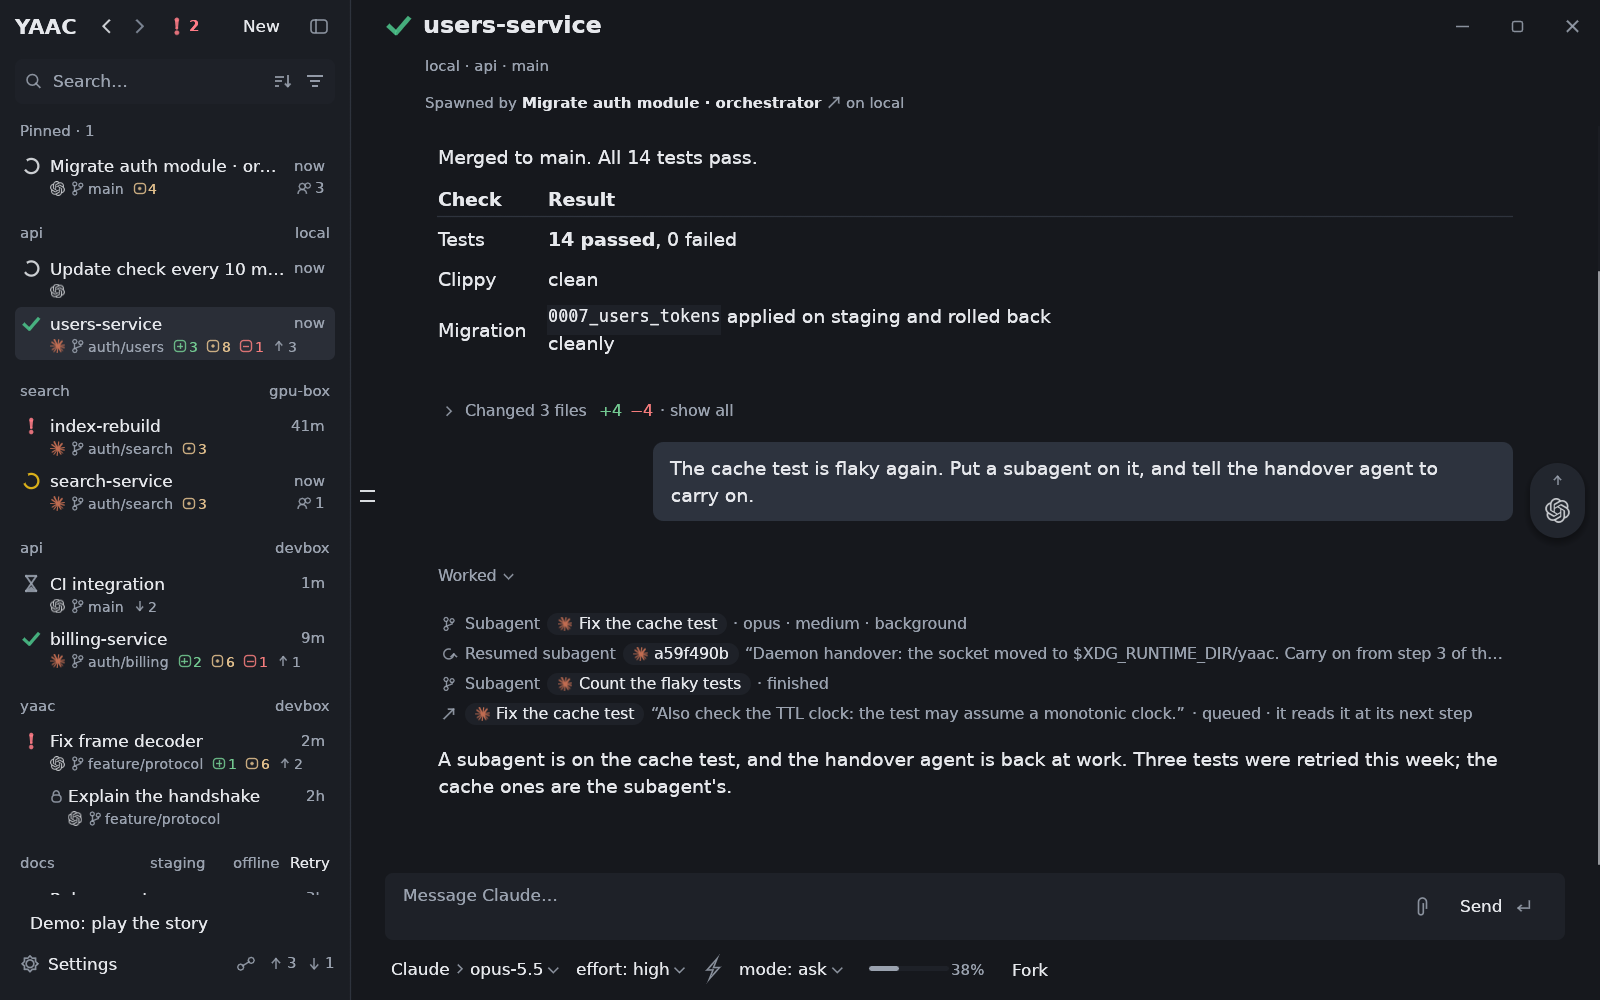 YAAC
2
New
Search…
Pinned · 1
Migrate auth module · or… now
main 4 3
api local
Update check every 10 m… now
users-service now
auth/users 3 8 1 ↑ 3
search gpu-box
index-rebuild 41m
auth/search 3
search-service now
auth/search 3 1
api devbox
CI integration 1m
main ↓ 2
billing-service 9m
auth/billing 2 6 1 ↑ 1
yaac devbox
Fix frame decoder 2m
feature/protocol 1 6 ↑ 2
Explain the handshake 2h
feature/protocol
docs staging offline Retry
Demo: play the story
Settings ↑ 3 ↓ 1
users-service
local · api · main
Spawned by Migrate auth module · orchestrator ↗ on local
Merged to main. All 14 tests pass.
Check Result
Tests 14 passed, 0 failed
Clippy clean
Migration 0007_users_tokens applied on staging and rolled back
cleanly
Changed 3 files +4 −4 · show all
The cache test is flaky again. Put a subagent on it, and tell the handover agent to
carry on.
Worked
Subagent Fix the cache test · opus · medium · background
Resumed subagent a59f490b “Daemon handover: the socket moved to $XDG_RUNTIME_DIR/yaac. Carry on from step 3 of th…
Subagent Count the flaky tests · finished
↗ Fix the cache test “Also check the TTL clock: the test may assume a monotonic clock.” · queued · it reads it at its next step
A subagent is on the cache test, and the handover agent is back at work. Three tests were retried this week; the
cache ones are the subagent's.
Message Claude…
Send
Claude › opus-5.5 effort: high mode: ask 38% Fork